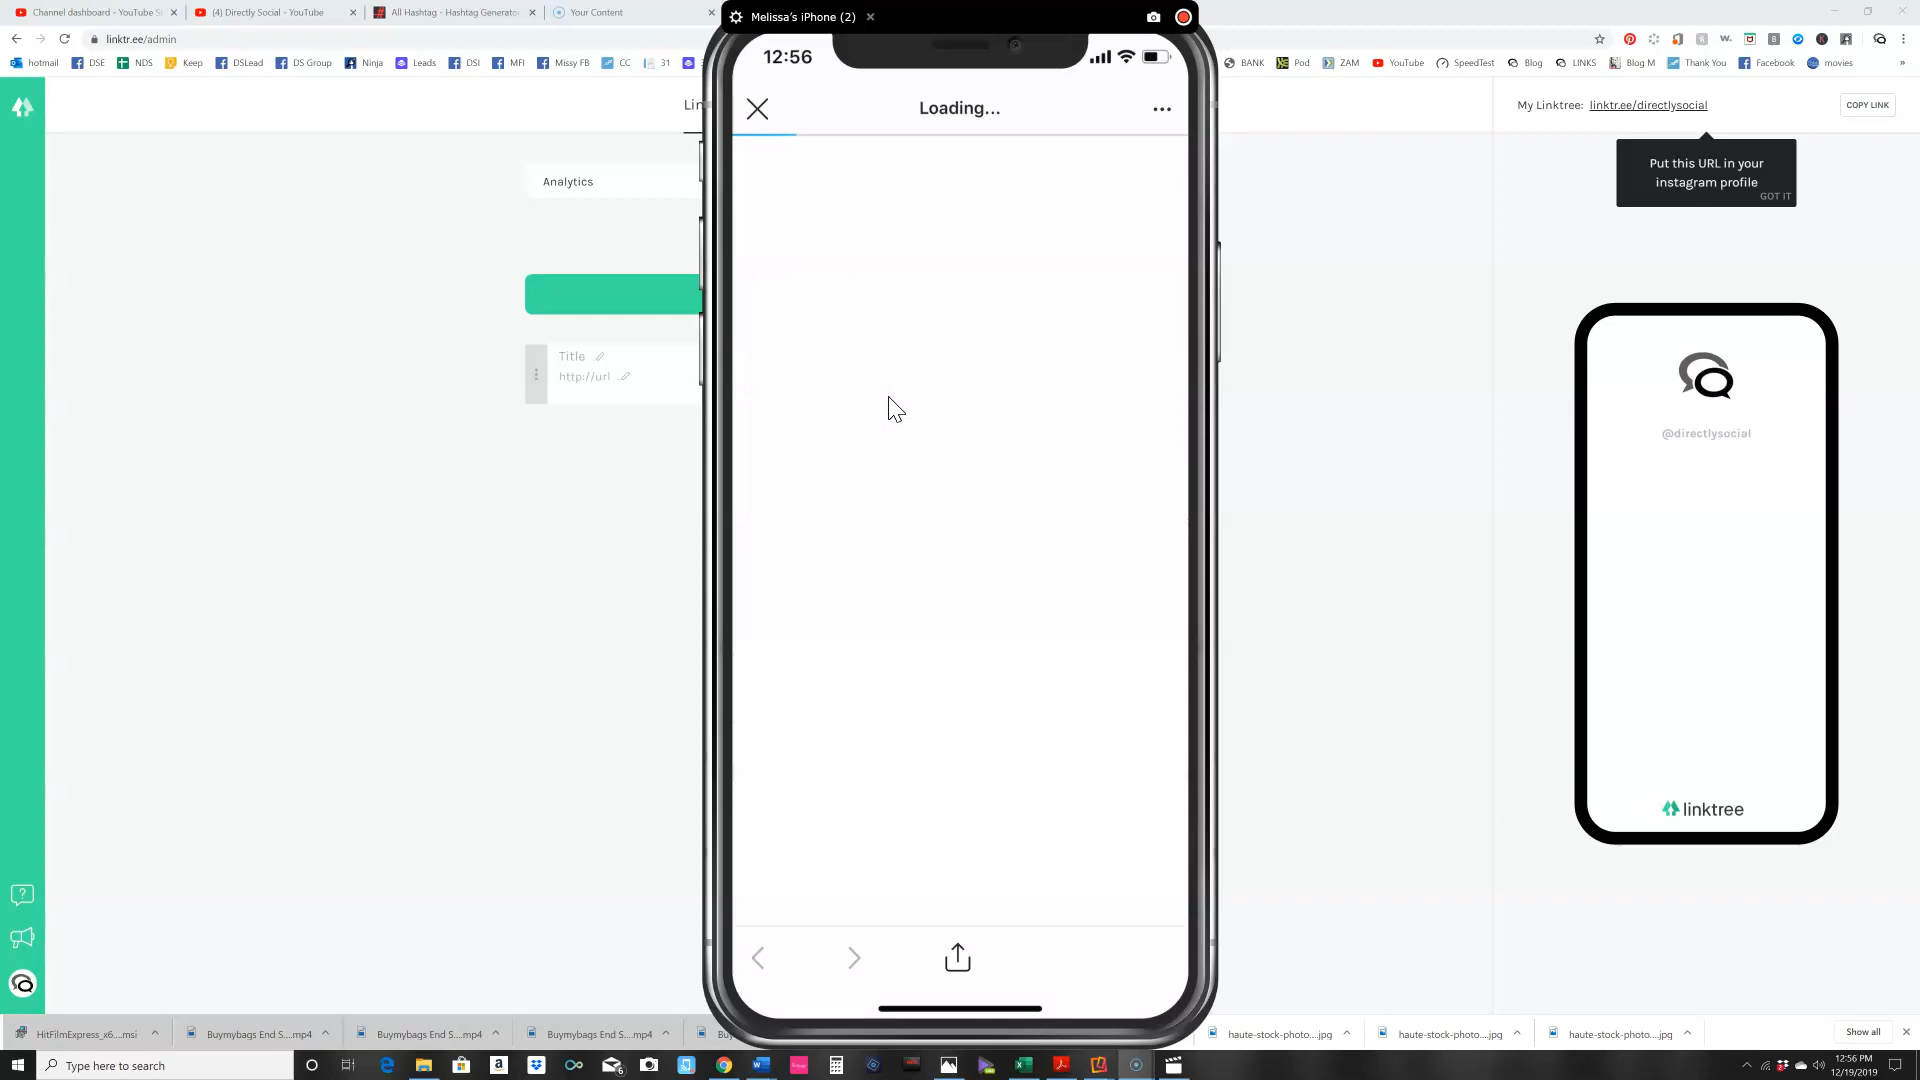 Channel dashboard - YouTube St
(4) Directly Social - YouTube
All Hashtag - Hashtag Generator
Your Content
Melissa's iPhone (2)
linktr.ee/admin
hotmail
DSE
NDS
Keep
DSLead
DS Group
Ninja
Leads
DSI
MFI
Missy FB
CC
31
BANK
Pod
ZAM
YouTube
SpeedTest
Blog
LINKS
Blog M
Thank You
Facebook
movies
»
12:56
Lin
Loading...
My Linktree: linktr.ee/directlysocial
COPY LINK
Put this URL in your
instagram profile
GOT IT
Analytics
Title
http://url
@directlysocial
linktree
HitFilmExpress_x6....msi
Buymybags End S....mp4
Buymybags End S....mp4
Buymybags End S....mp4
haute-stock-photo....jpg
haute-stock-photo....jpg
haute-stock-photo....jpg
Show all
Type here to search
12:56 PM
12/19/2019